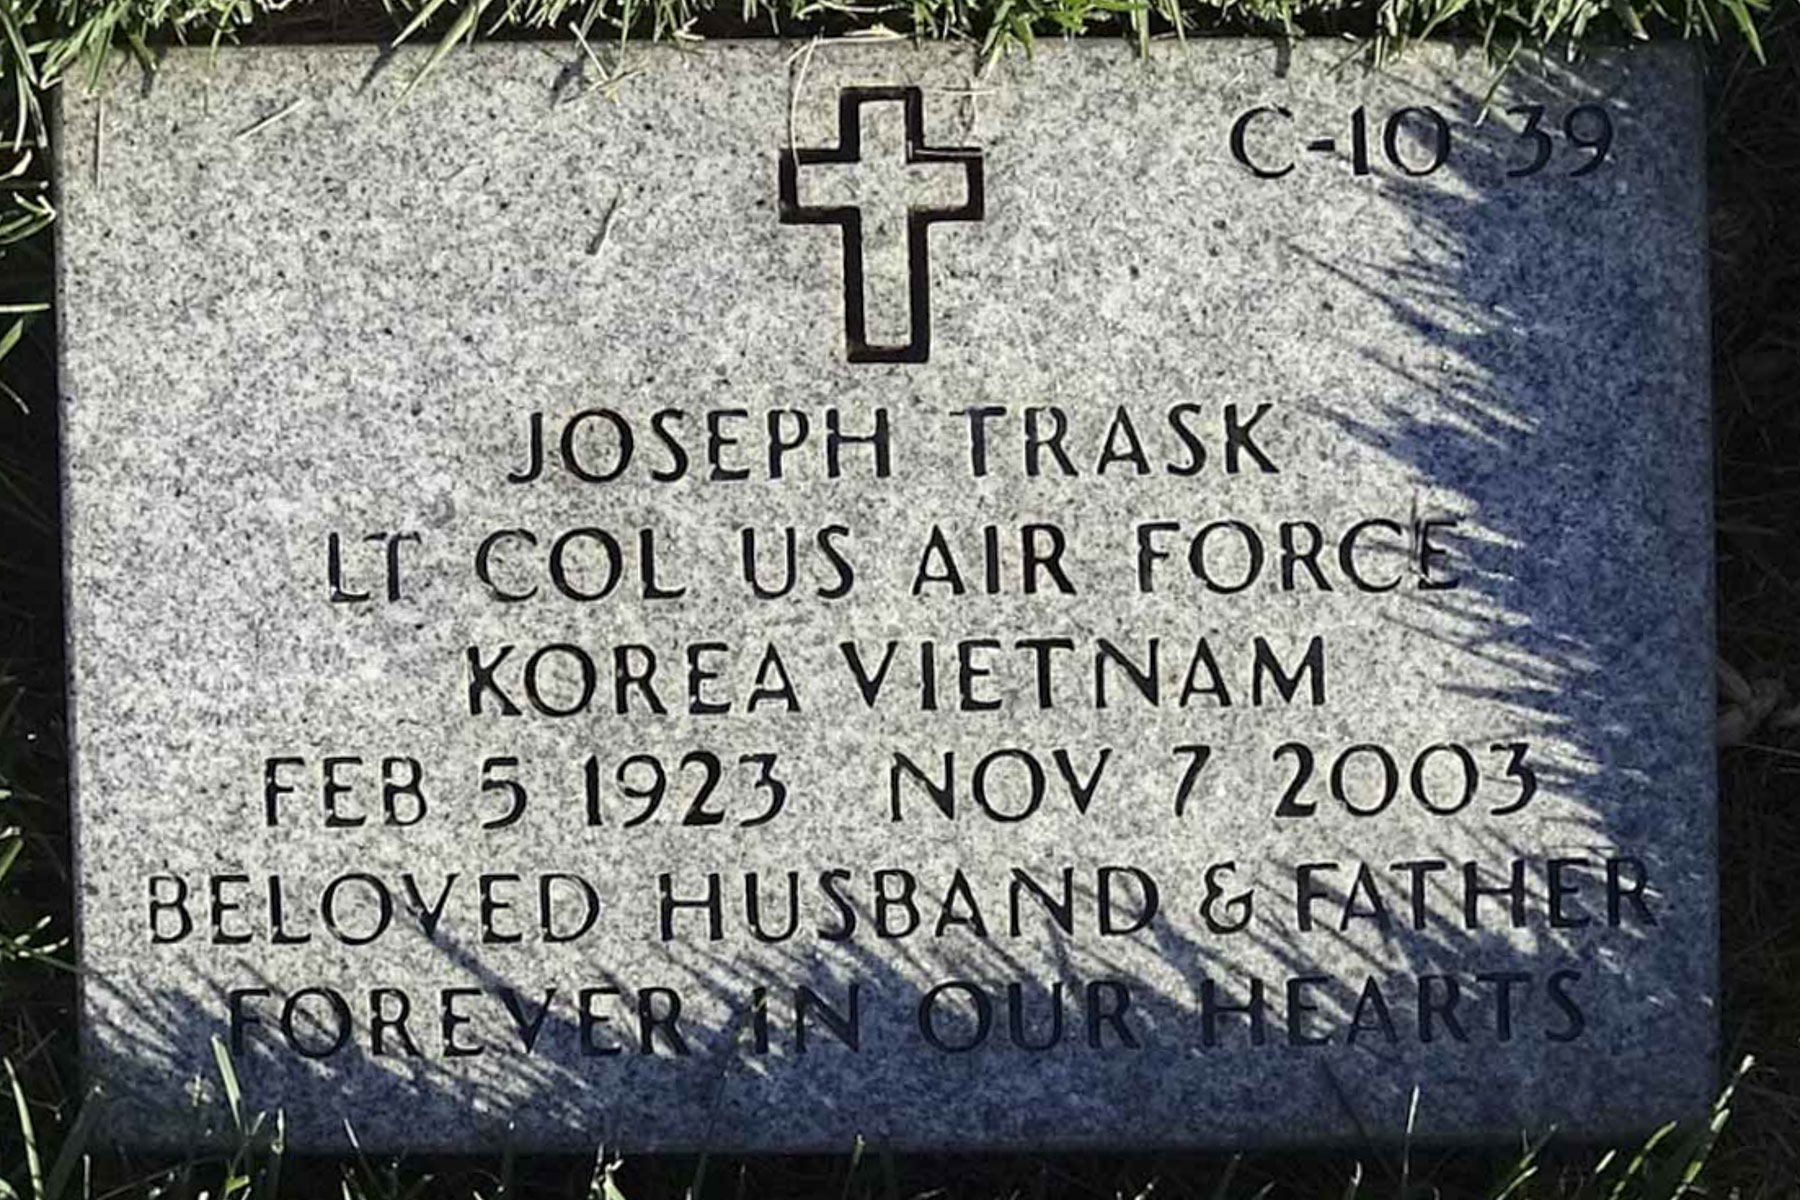 C-10 39
JOSEPH TRASK
LT COL US AIR FORCE
KOREA VIETNAM
FEB 5 1923 NOV 7 2003
BELOVED HUSBAND & FATHER
FOREVER IN OUR HEARTS